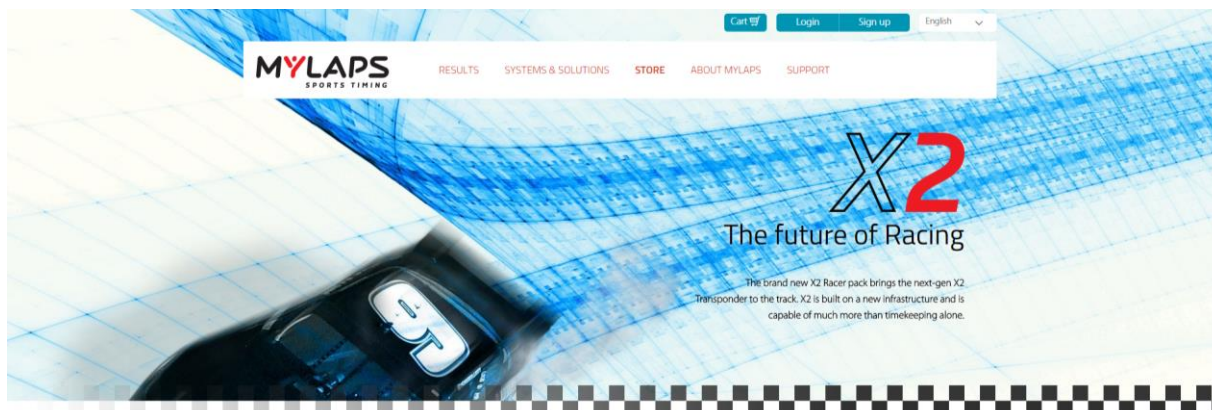 Cart
Login
Sign up
English
MYLAPS
SPORTS TIMING
RESULTS
SYSTEMS & SOLUTIONS
STORE
ABOUT MYLAPS
SUPPORT
X2
The future of Racing
The brand new X2 Racer pack brings the next-gen X2
Transponder to the track. X2 is built on a new infrastructure and is
capable of much more than timekeeping alone.